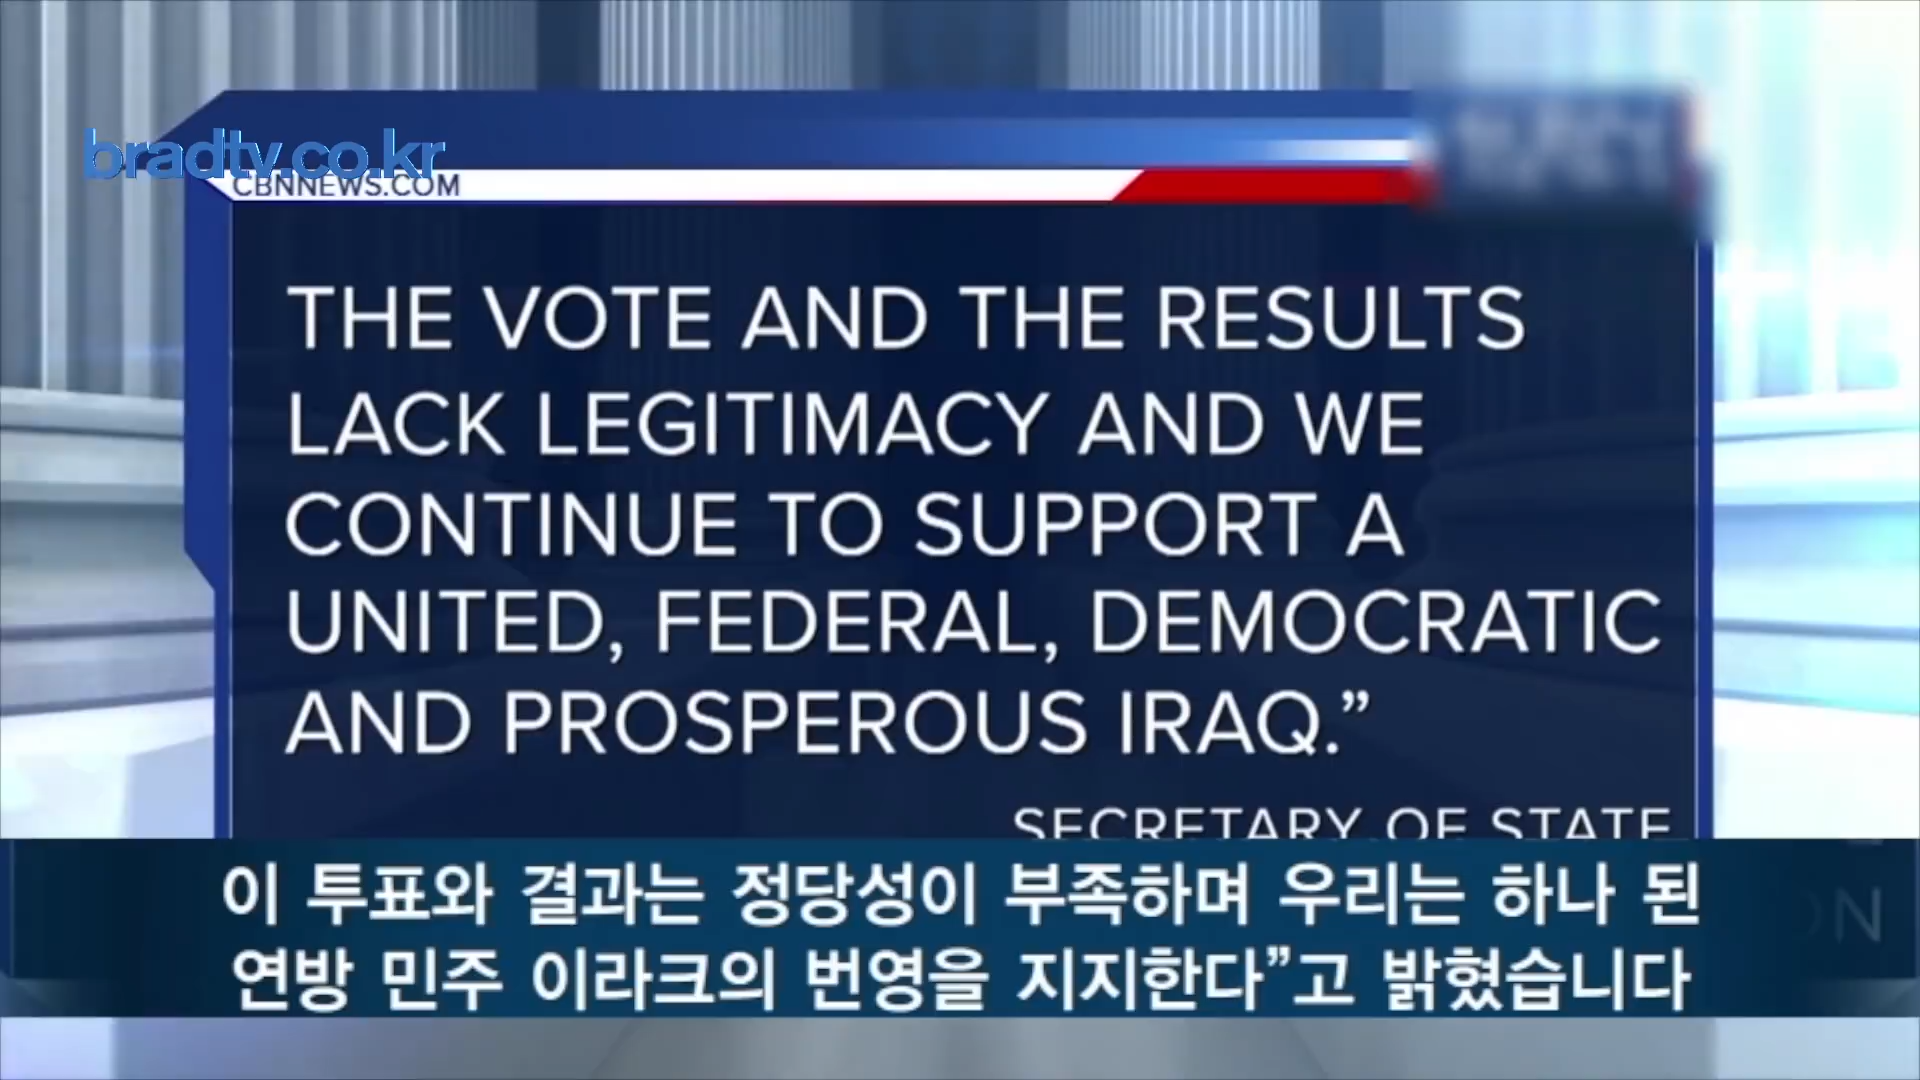 bradtv.co.kr
CBNNEWS.COM
THE VOTE AND THE RESULTS
LACK LEGITIMACY AND WE
CONTINUE TO SUPPORT A
UNITED, FEDERAL, DEMOCRATIC
AND PROSPEROUS IRAQ.”
SECRETARY OF STATE
이 투표와 결과는 정당성이 부족하며 우리는 하나 된
연방 민주 이라크의 번영을 지지한다”고 밝혔습니다